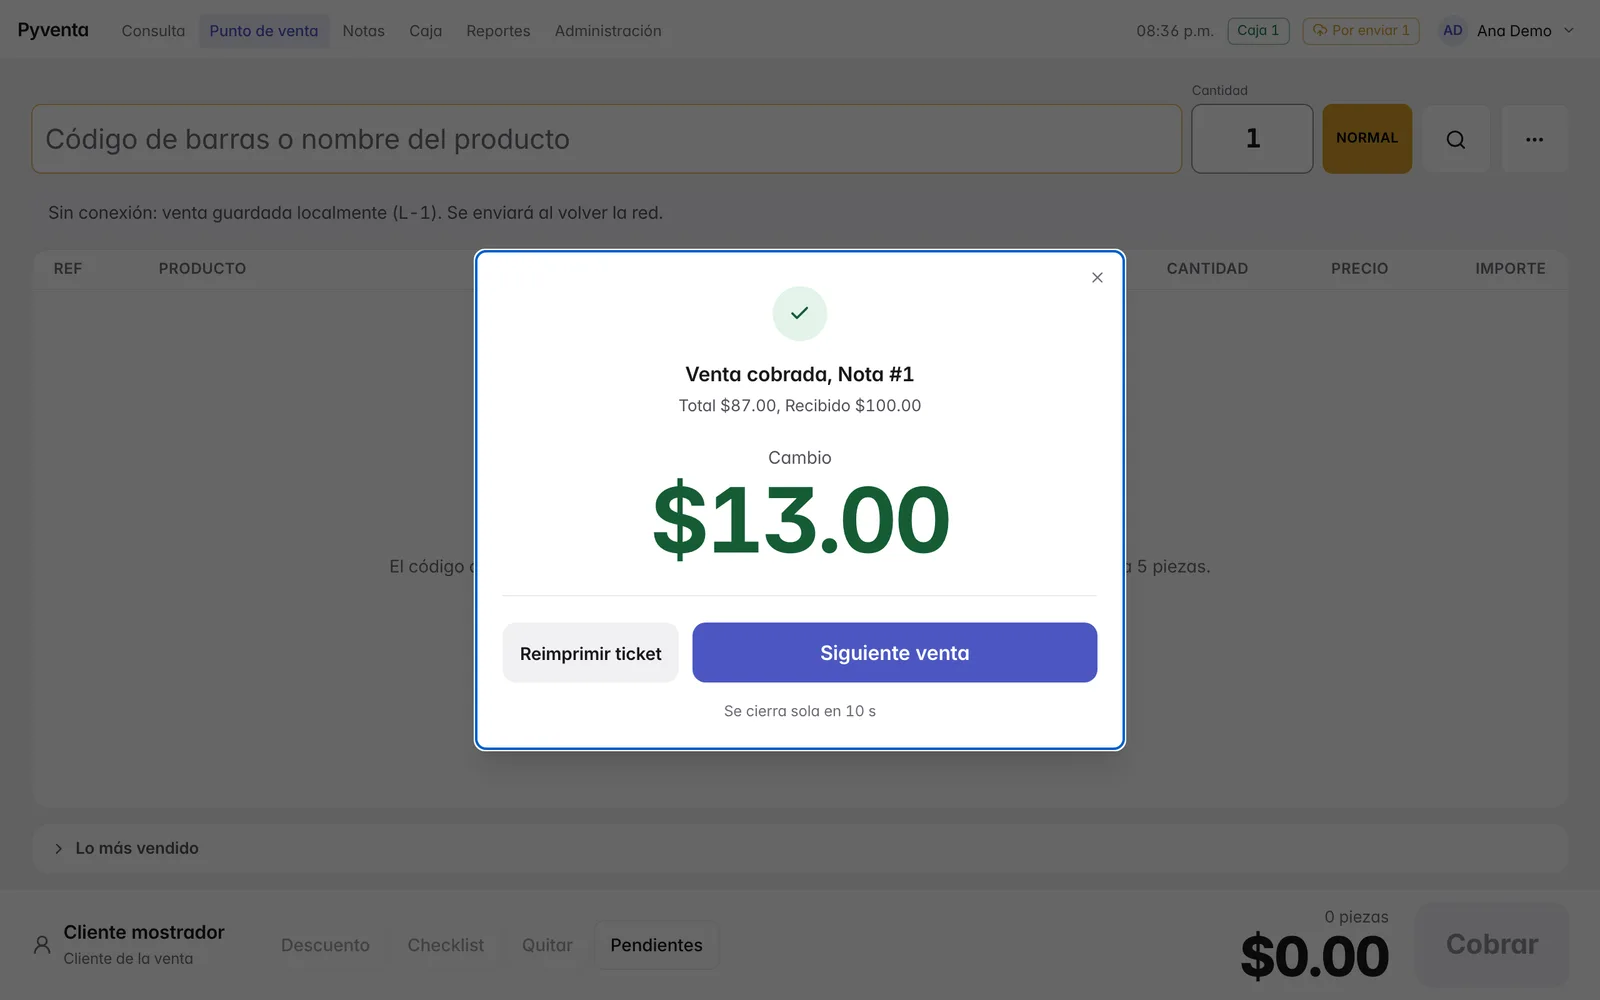 Pyventa
Consulta
Punto de venta
Notas
Caja
Reportes
Administración
08:36 p.m.
Caja 1
Por enviar 1
AD
Ana Demo
Cantidad
Código de barras o nombre del producto
1
NORMAL
Sin conexión: venta guardada localmente (L-1). Se enviará al volver la red.
REF
PRODUCTO
CANTIDAD
PRECIO
IMPORTE
Venta cobrada, Nota #1
Total $87.00, Recibido $100.00
Cambio
$13.00
El código
a 5 piezas.
Reimprimir ticket
Siguiente venta
Se cierra sola en 10 s
Lo más vendido
Cliente mostrador
Cliente de la venta
Descuento
Checklist
Quitar
Pendientes
0 piezas
$0.00
Cobrar